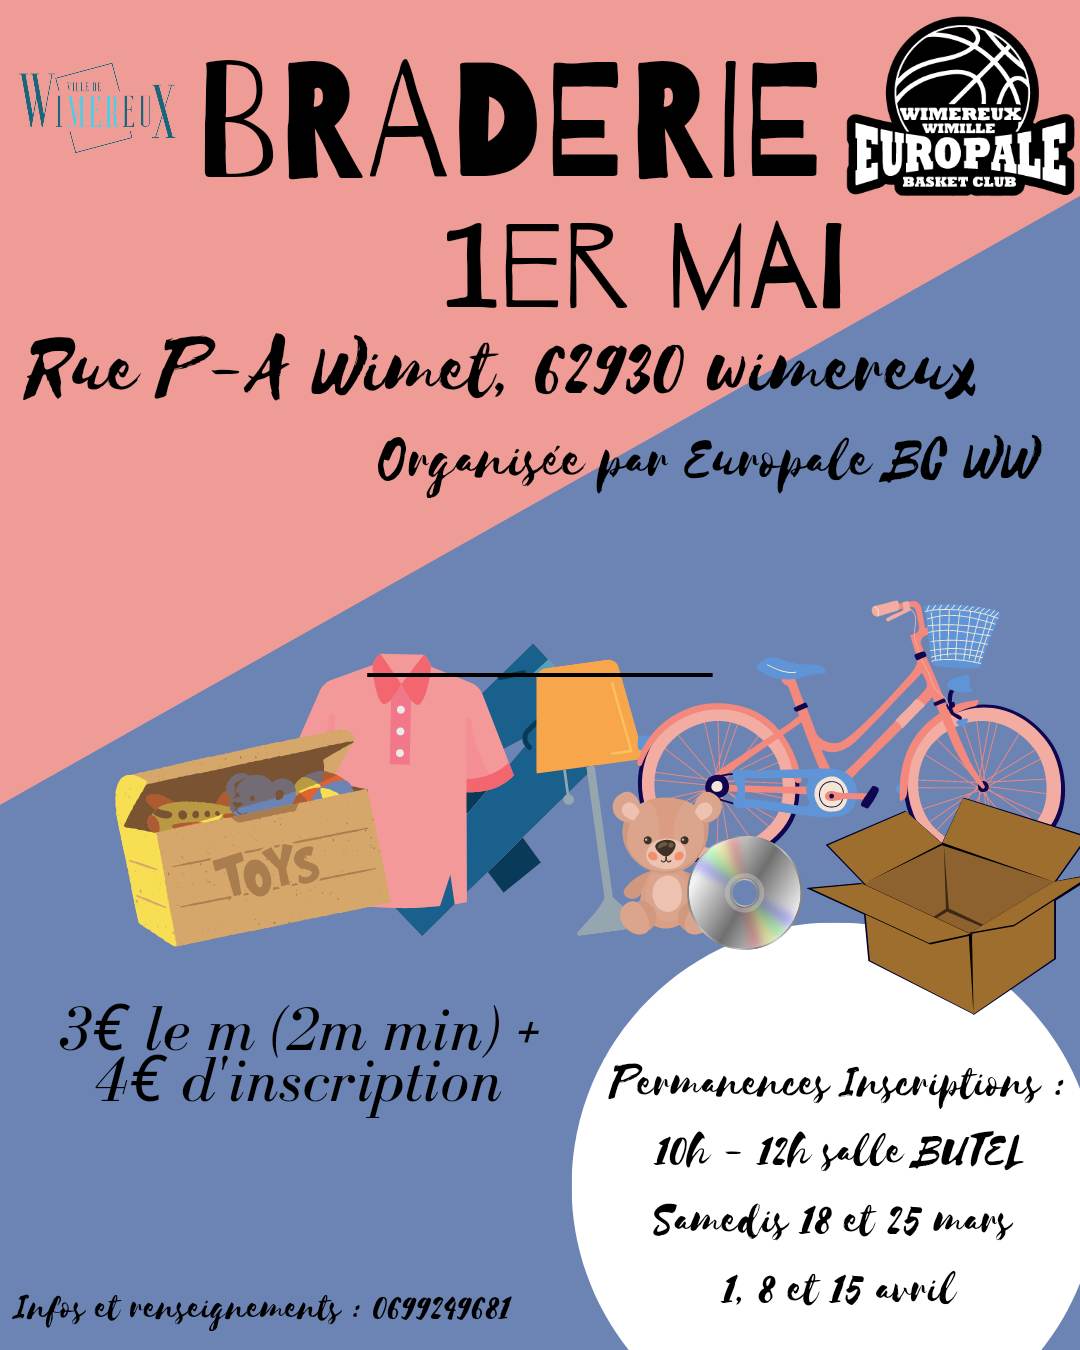 VILLE DE
WIMEREUX
BRADERIE
WIMEREUX
WIMILLE
EUROPALE
BASKET CLUB
1ER MAI
Rue P-A Wimet, 62930 wimereux
Organisée par Europale BC WW
TOYS
3€ le m (2m min) +
4€ d'inscription
Permanences Inscriptions :
10h - 12h salle BUTEL
Samedis 18 et 25 mars
1, 8 et 15 avril
Infos et renseignements : 0699249681